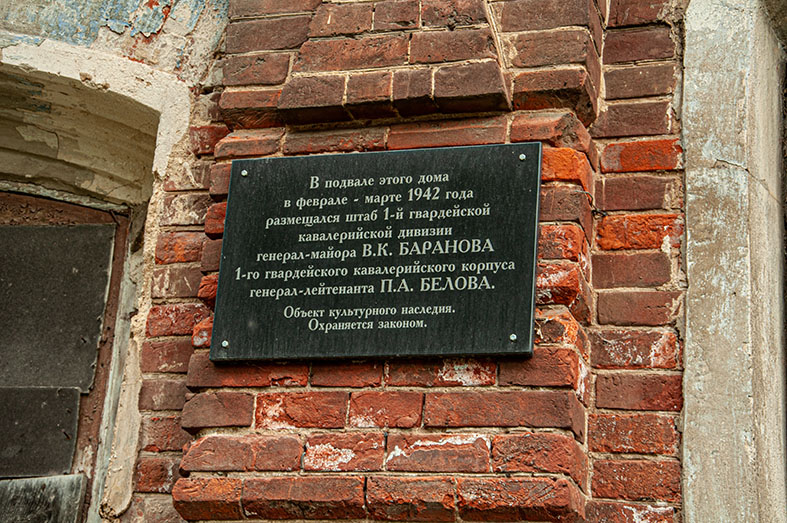 В подвале этого дома
в феврале - марте 1942 года
размещался штаб 1-й гвардейской
кавалерийской дивизии
генерал-майора В.К. БАРАНОВА
1-го гвардейского кавалерийского корпуса
генерал-лейтенанта П.А. БЕЛОВА.
Объект культурного наследия.
Охраняется законом.